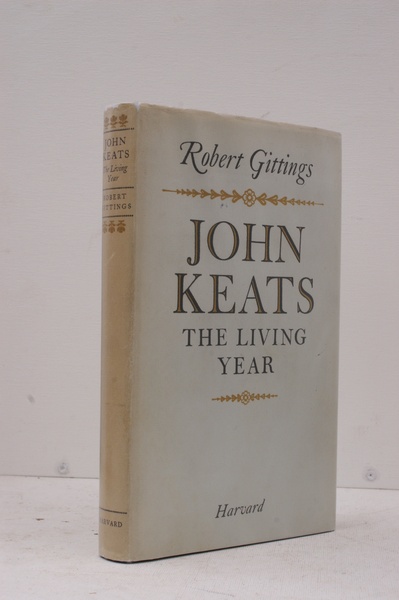 Robert Gittings
JOHN
KEATS
THE LIVING
YEAR
Harvard
JOHN
KEATS
The Living
Year
ROBERT
GITTINGS
HARVARD